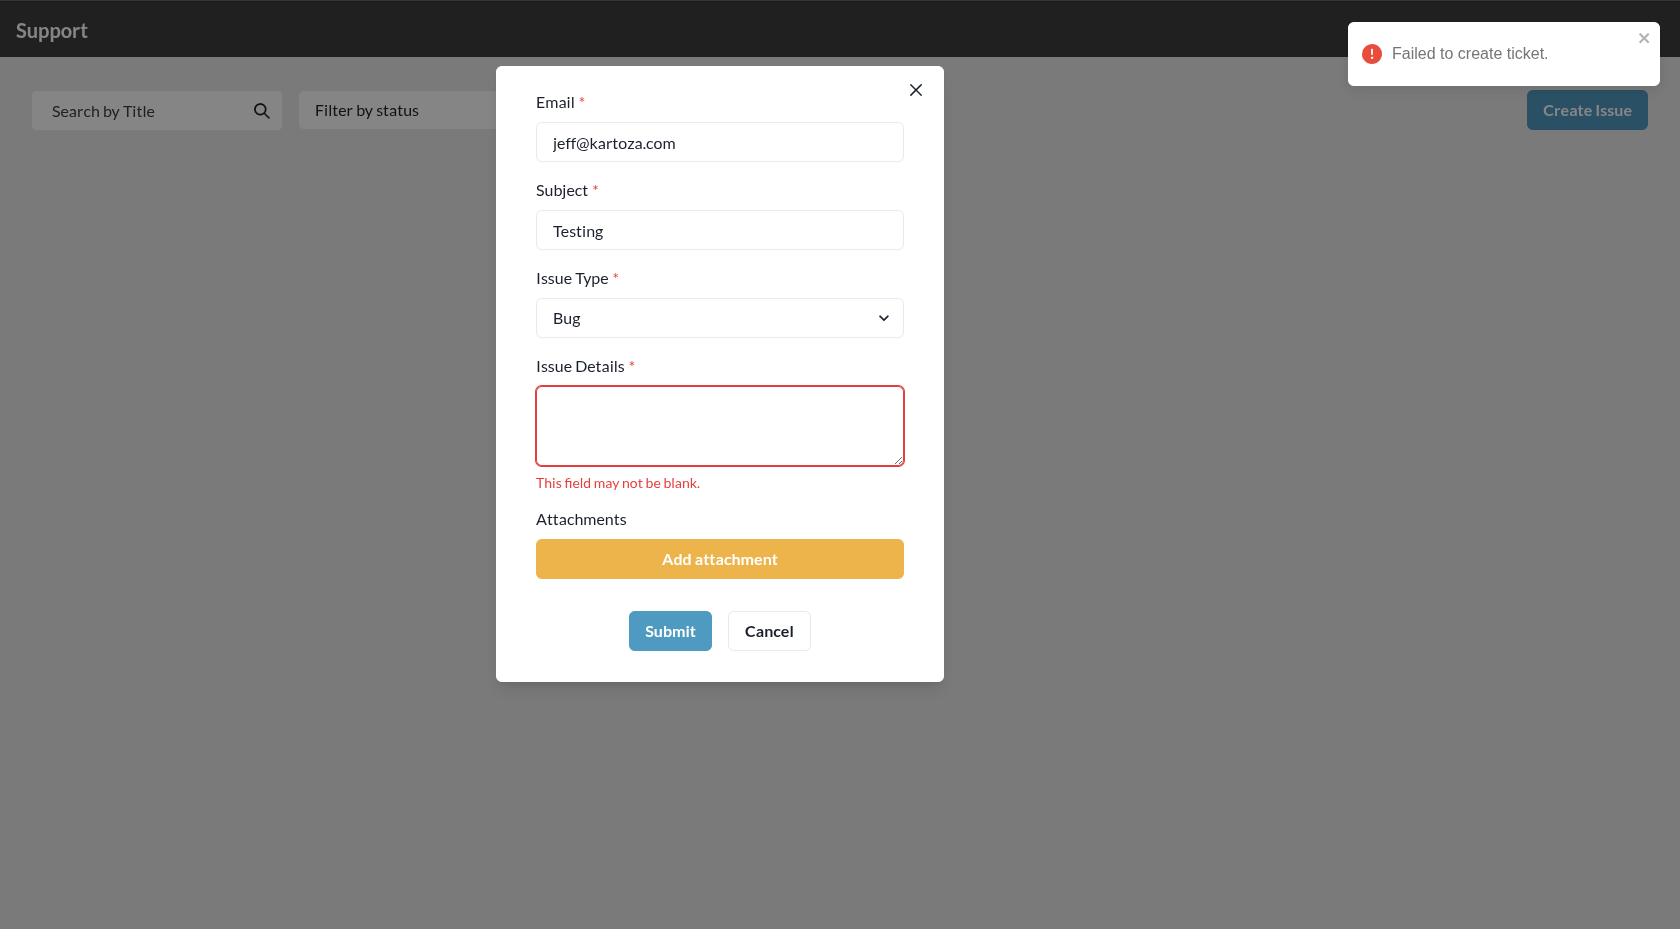 Support
Failed to create ticket.
Search by Title
Filter by status
Create Issue
Email *
jeff@kartoza.com
Subject *
Testing
Issue Type *
Bug
Issue Details *
This field may not be blank.
Attachments
Add attachment
Submit
Cancel